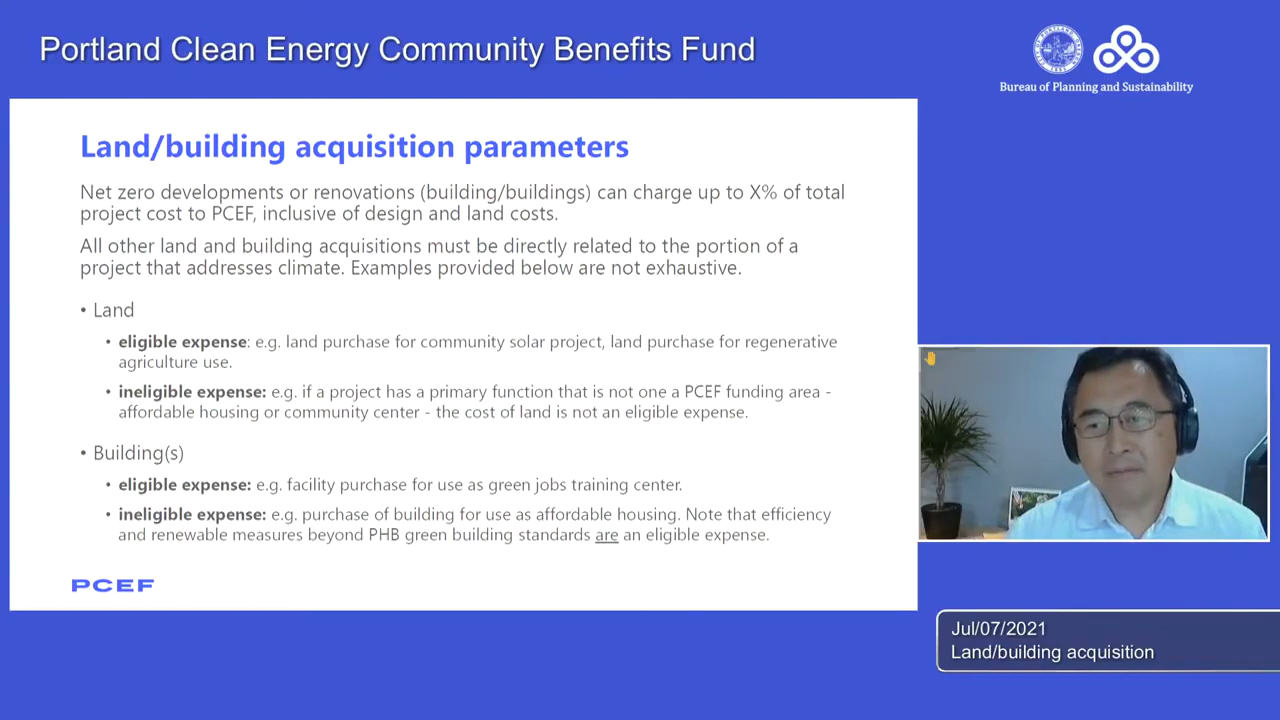 Portland Clean Energy Community Benefits Fund
Bureau of Planning and Sustainability
Land/building acquisition parameters
Net zero developments or renovations (building/buildings) can charge up to X% of total
project cost to PCEF, inclusive of design and land costs.
All other land and building acquisitions must be directly related to the portion of a
project that addresses climate. Examples provided below are not exhaustive.
• Land
• eligible expense: e.g. land purchase for community solar project, land purchase for regenerative
agriculture use.
• ineligible expense: e.g. if a project has a primary function that is not one a PCEF funding area -
affordable housing or community center - the cost of land is not an eligible expense.
• Building(s)
• eligible expense: e.g. facility purchase for use as green jobs training center.
• ineligible expense: e.g. purchase of building for use as affordable housing. Note that efficiency
and renewable measures beyond PHB green building standards are an eligible expense.
PCEF
Jul/07/2021
Land/building acquisition